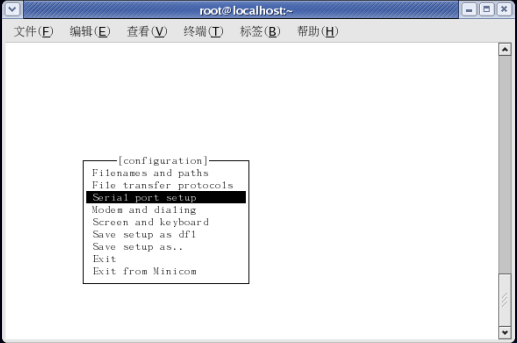 root@localhost:~
文件(F) 编辑(E) 查看(V) 终端(T) 标签(B) 帮助(H)
[configuration]
Filenames and paths
File transfer protocols
Serial port setup
Modem and dialing
Screen and keyboard
Save setup as dfl
Save setup as..
Exit
Exit from Minicom